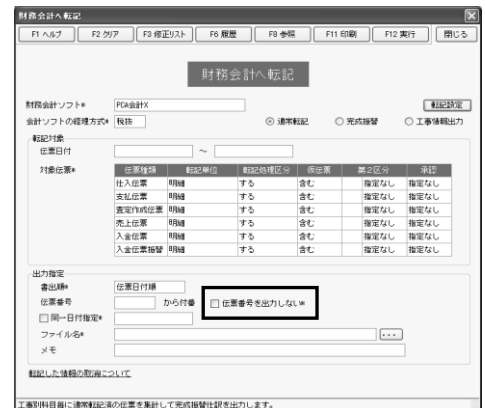 財務会計へ転記
F1 ヘルプ F2 クリア F3 修正リスト F6 履歴 F8 参照 F11 印刷 F12 実行 閉じる
財務会計へ転記
財務会計ソフト* PCA会計X 転記設定
会計ソフトの経理方式* 税抜 通常転記 完成振替 工事情報出力
転記対象
伝票日付 ～
対象伝票* 伝票種類 転記単位 転記処理区分 仮伝票 第2区分 承認
仕入伝票 明細 する 含む 指定なし 指定なし
支払伝票 明細 する 含む 指定なし 指定なし
査定作成伝票 明細 する 含む 指定なし 指定なし
売上伝票 明細 する 含む 指定なし 指定なし
入金伝票 明細 する 含む 指定なし 指定なし
入金伝票振替 明細 する 含む 指定なし 指定なし
出力指定
書出順* 伝票日付順
伝票番号 から付番 伝票番号を出力しない*
同一日付指定*
ファイル名* ...
メモ
転記した情報の取消について
工事別科目毎に通常転記済の伝票を集計して完成振替仕訳を出力します。